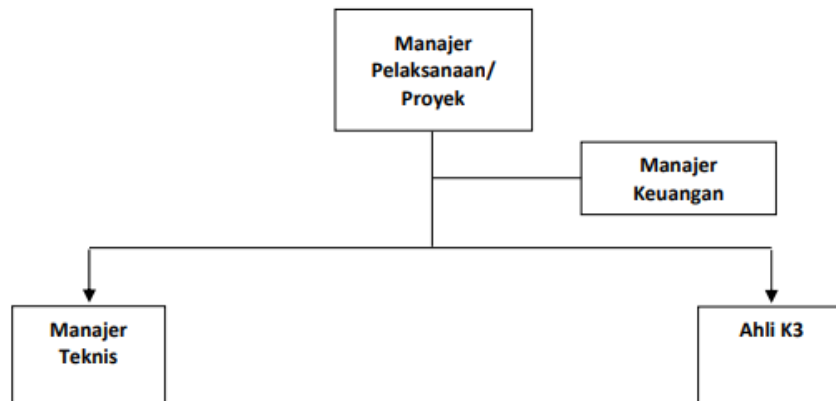 Manajer
Pelaksanaan/
Proyek
Manajer
Keuangan
Manajer
Teknis
Ahli K3